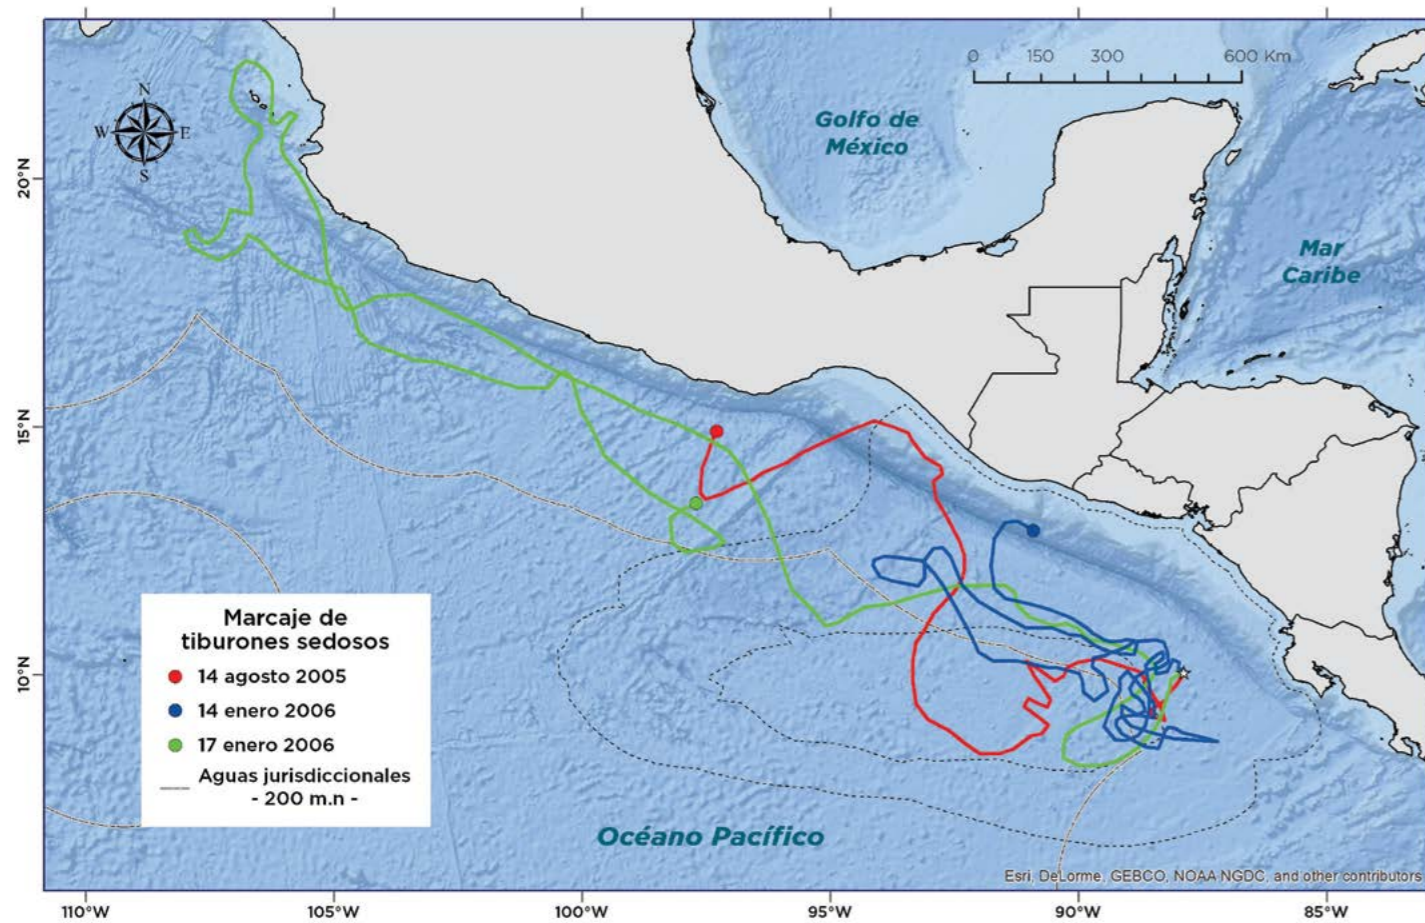 0 150 300 600 Km
Golfo de
México
N
W E
S
20°N
Mar
Caribe
15°N
Marcaje de
tiburones sedosos
14 agosto 2005
14 enero 2006
17 enero 2006
Aguas jurisdiccionales
- 200 m.n -
10°N
Océano Pacífico
Esri, DeLorme, GEBCO, NOAA NGDC, and other contributors
110°W 105°W 100°W 95°W 90°W 85°W